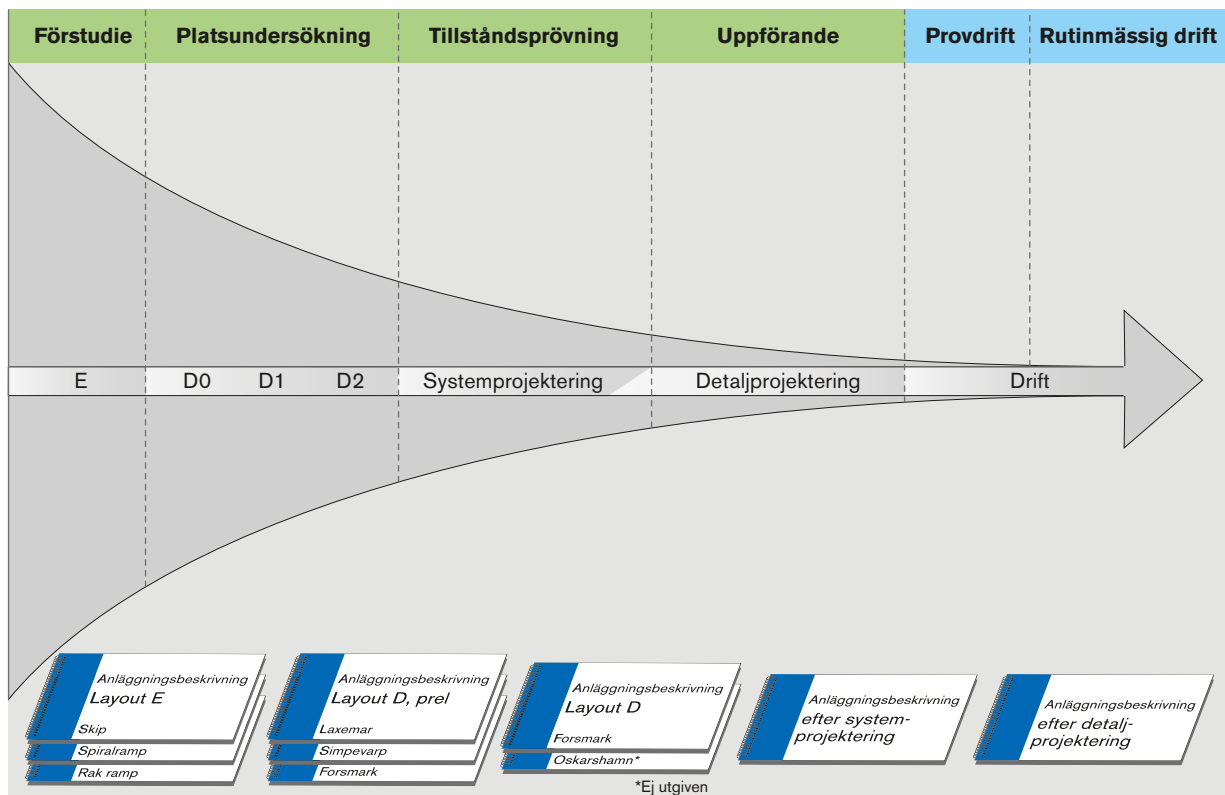 Förstudie
Platsundersökning
Tillståndsprövning
Uppförande
Provdrift
Rutinmässig drift
E
D0
D1
D2
Systemprojektering
Detaljprojektering
Drift
Anläggningsbeskrivning
Layout E
Skip
Spiralramp
Rak ramp
Anläggningsbeskrivning
Layout D, prel
Laxemar
Simpevarp
Forsmark
Anläggningsbeskrivning
Layout D
Forsmark
Oskarshamn*
*Ej utgiven
Anläggningsbeskrivning
efter system-
projektering
Anläggningsbeskrivning
efter detalj-
projektering